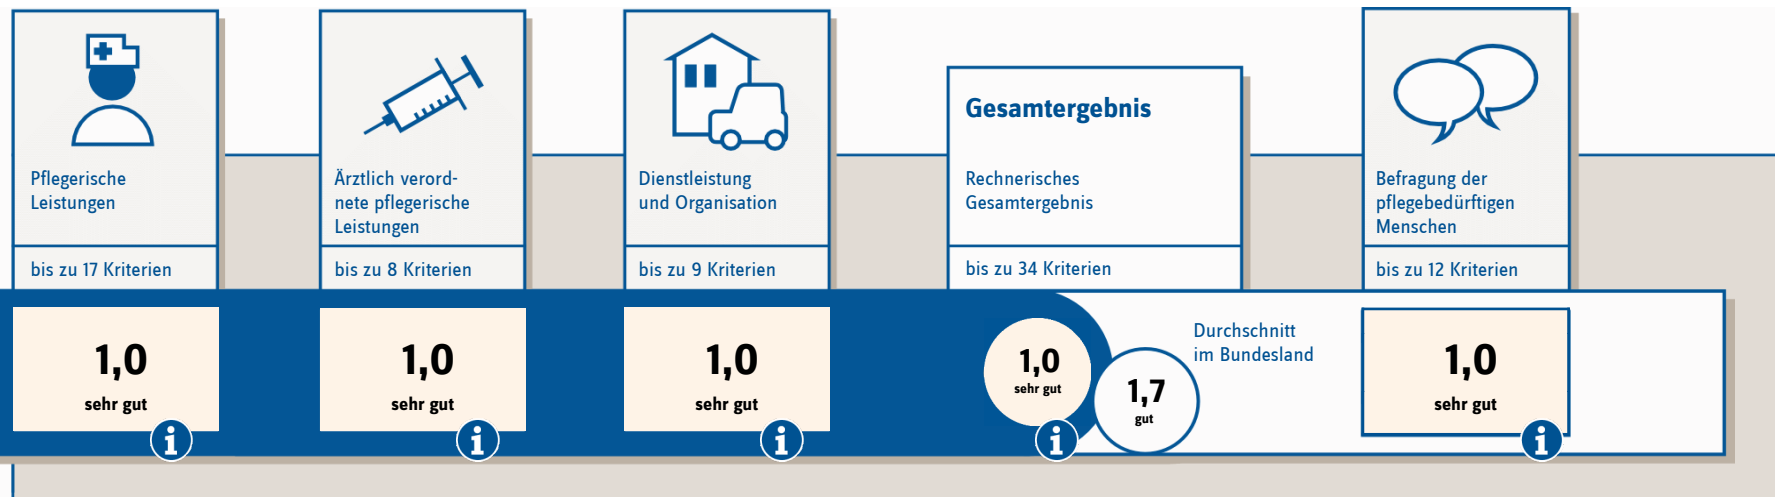 Pflegerische
Leistungen
bis zu 17 Kriterien
1,0
sehr gut
i
Ärztlich verord-
nete pflegerische
Leistungen
bis zu 8 Kriterien
1,0
sehr gut
i
Dienstleistung
und Organisation
bis zu 9 Kriterien
1,0
sehr gut
i
Gesamtergebnis
Rechnerisches
Gesamtergebnis
bis zu 34 Kriterien
1,0
sehr gut
i
1,7
gut
Durchschnitt
im Bundesland
Befragung der
pflegebedürftigen
Menschen
bis zu 12 Kriterien
1,0
sehr gut
i